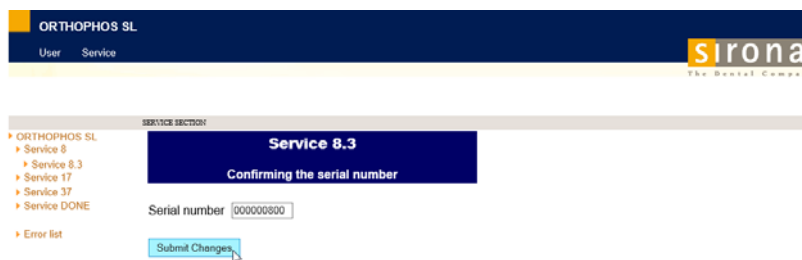 ORTHOPHOS SL
User Service
sirona
The Dental Compa
SERVICE SECTION
ORTHOPHOS SL
Service 8
Service 8.3
Service 17
Service 37
Service DONE
Error list
Service 8.3
Confirming the serial number
Serial number 000000800
Submit Changes